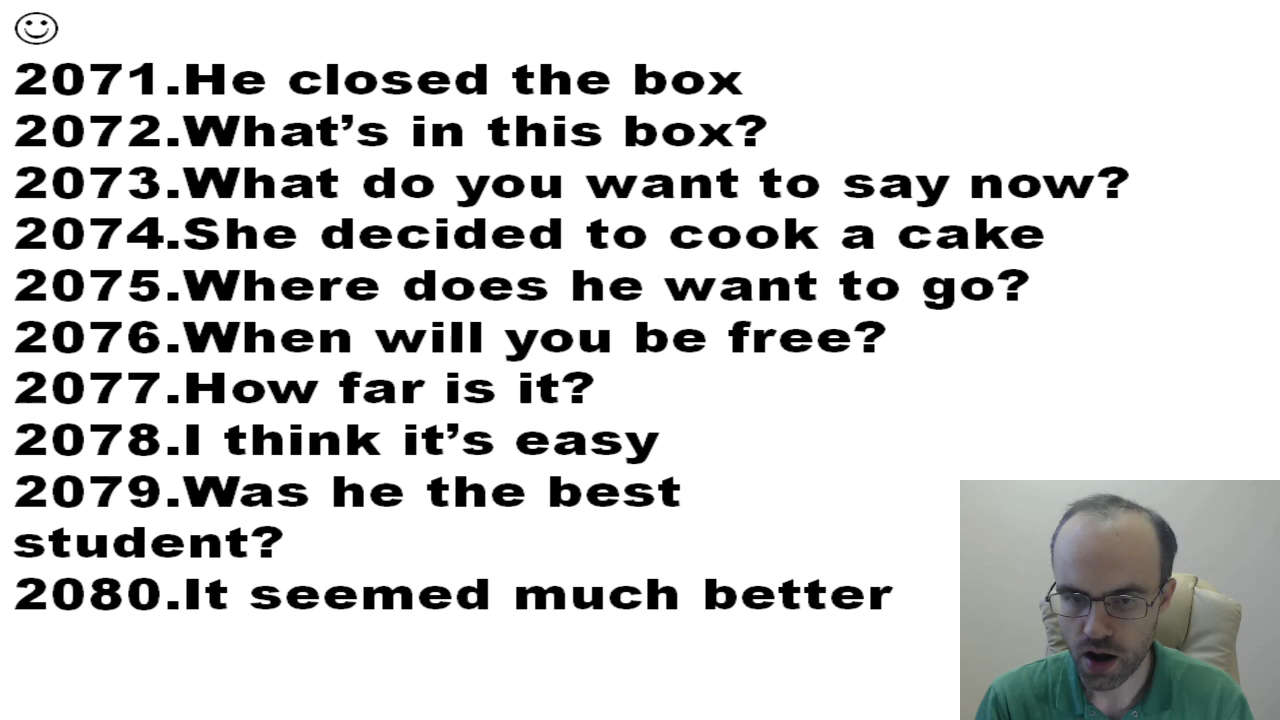 2071.He closed the box
2072.What’s in this box?
2073.What do you want to say now?
2074.She decided to cook a cake
2075.Where does he want to go?
2076.When will you be free?
2077.How far is it?
2078.I think it’s easy
2079.Was he the best
student?
2080.It seemed much better